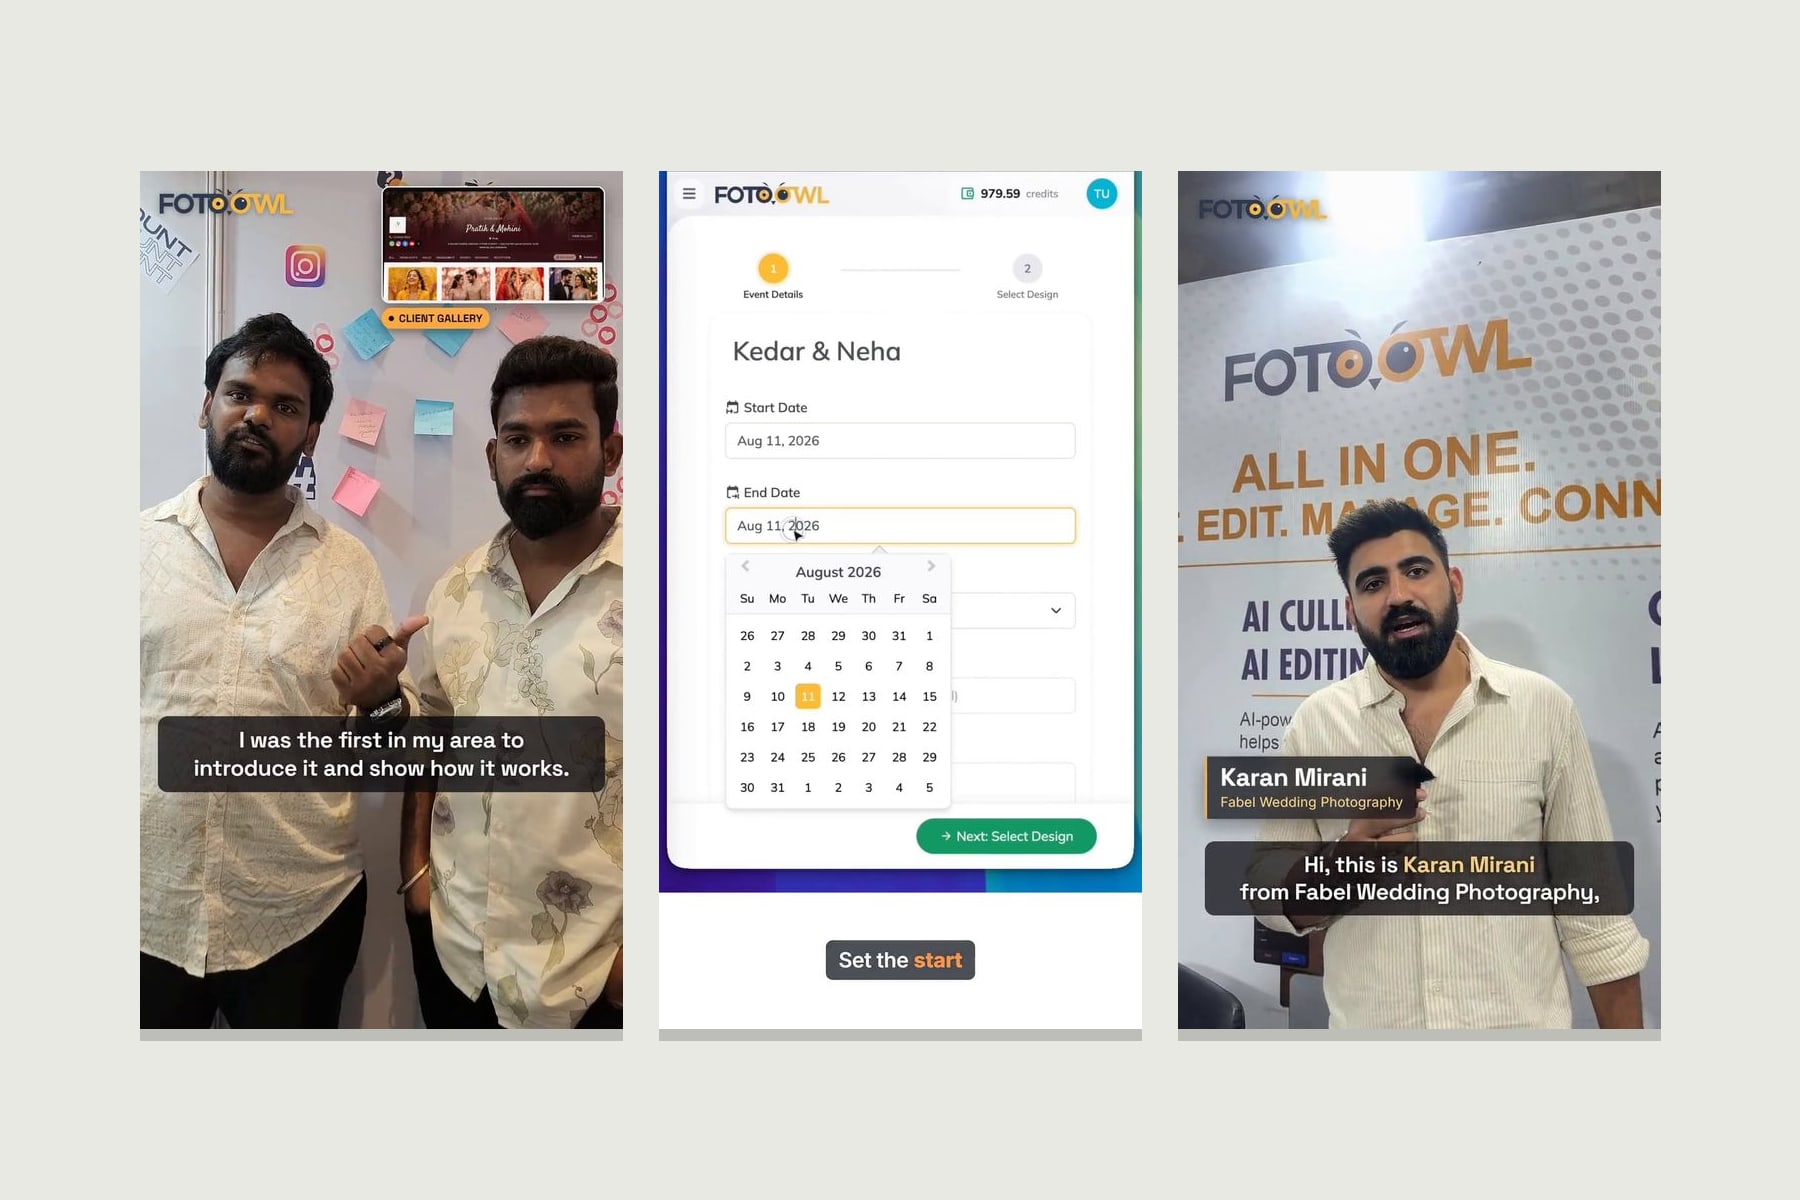 FOTOOWL
OUNT
UNT
NT
Pratik & Mohini
CLIENT GALLERY
I was the first in my area to
introduce it and show how it works.
FOTOOWL
979.59 credits
TU
1
2
Event Details
Select Design
Kedar & Neha
Start Date
Aug 11, 2026
End Date
Aug 11, 2026
August 2026
Su Mo Tu We Th Fr Sa
26 27 28 29 30 31 1
2 3 4 5 6 7 8
9 10 11 12 13 14 15
16 17 18 19 20 21 22
23 24 25 26 27 28 29
30 31 1 2 3 4 5
Next: Select Design
Set the start
FOTOOWL
FOTOOWL
ALL IN ONE.
. EDIT. MANAGE. CONN
AI CULL
AI EDITIN
AI-pow
helps
Karan Mirani
Fabel Wedding Photography
Hi, this is Karan Mirani
from Fabel Wedding Photography,